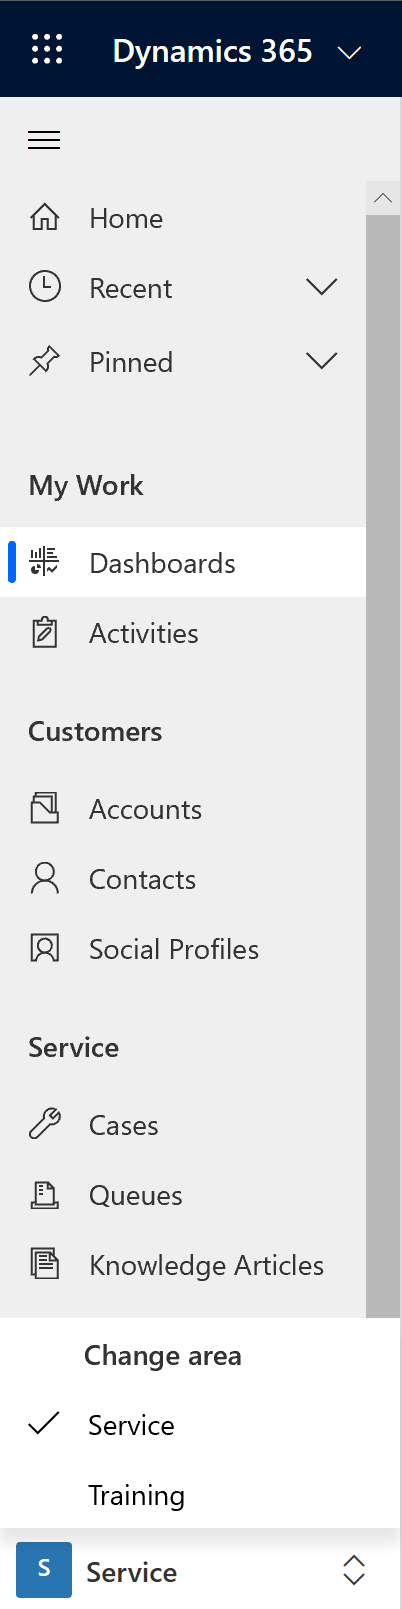 Dynamics 365
Home
Recent
Pinned
My Work
Dashboards
Activities
Customers
Accounts
Contacts
Social Profiles
Service
Cases
Queues
Knowledge Articles
Change area
Service
Training
S Service